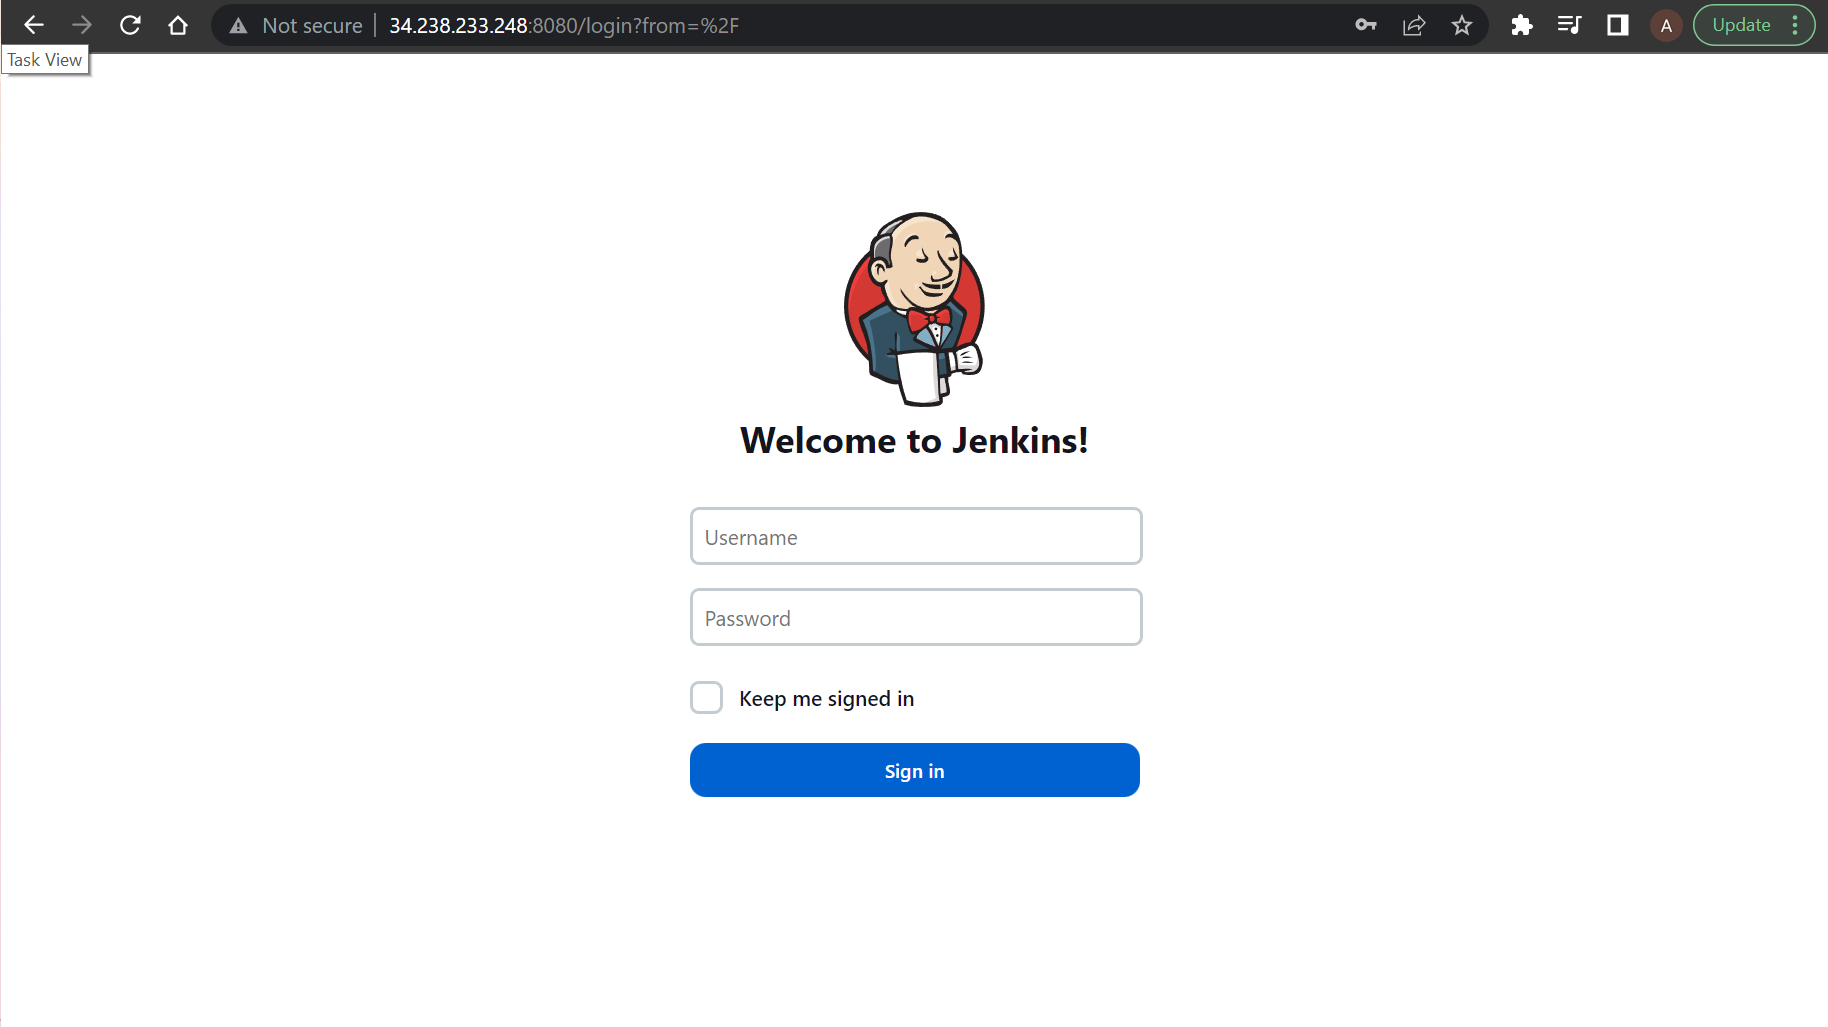 Not secure 34.238.233.248:8080/login?from=%2F A Update
Task View
Welcome to Jenkins!
Username
Password
Keep me signed in
Sign in